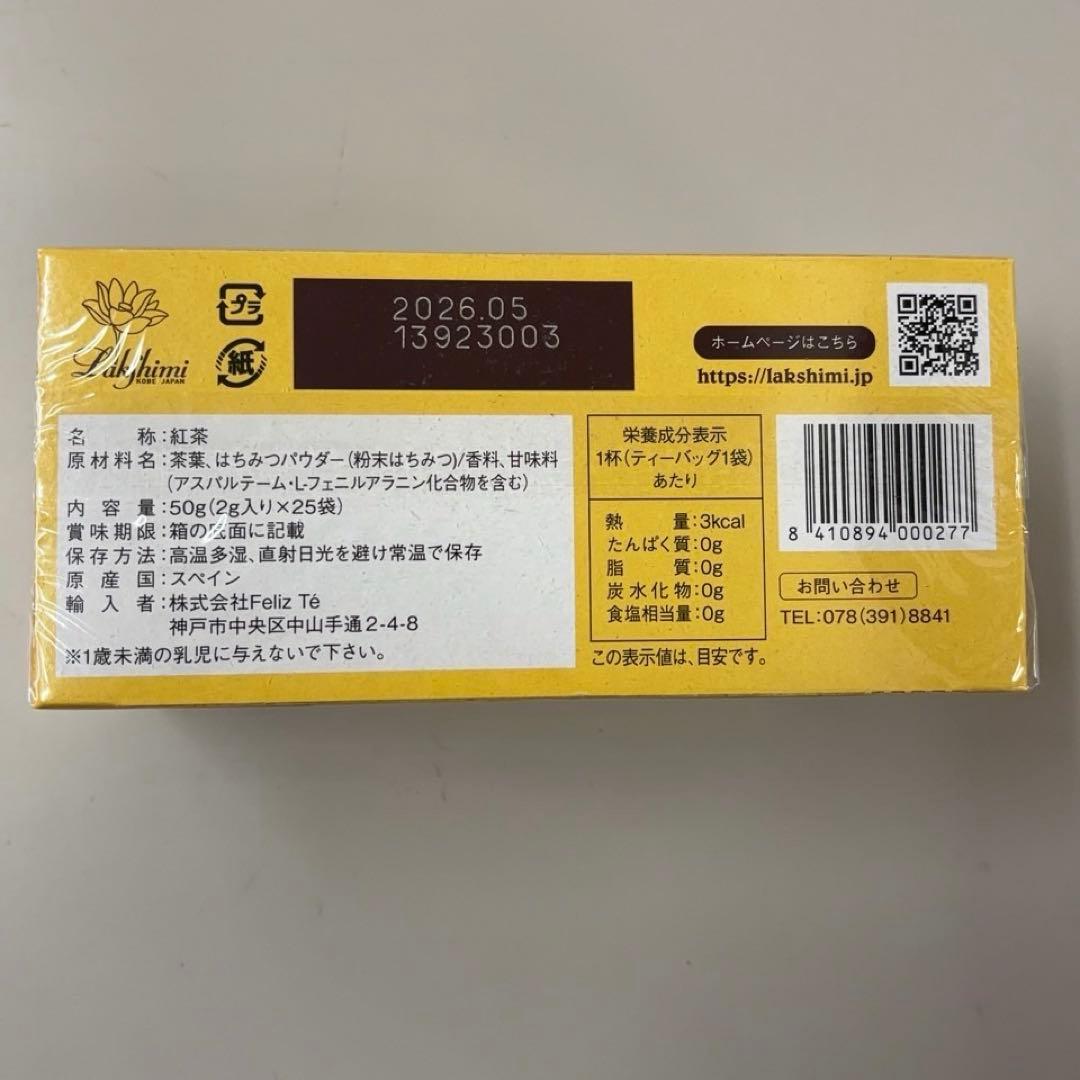 Lakshimi
KOBE JAPAN
プラ
紙
2026.05
13923003
ホームページはこちら
https://lakshimi.jp
名称:紅茶
原材料名:茶葉、はちみつパウダー(粉末はちみつ)/香料、甘味料
(アスパルテーム・L-フェニルアラニン化合物を含む)
内容量:50g(2g入り×25袋)
賞味期限:箱の底面に記載
保存方法:高温多湿、直射日光を避け常温で保存
原産国:スペイン
輸入者:株式会社Feliz Té
神戸市中央区中山手通2-4-8
※1歳未満の乳児に与えないで下さい。
栄養成分表示
1杯(ティーバッグ1袋)
あたり
熱量:3kcal
たんぱく質:0g
脂質:0g
炭水化物:0g
食塩相当量:0g
この表示値は、目安です。
8 410894 000277
お問い合わせ
TEL:078(391)8841